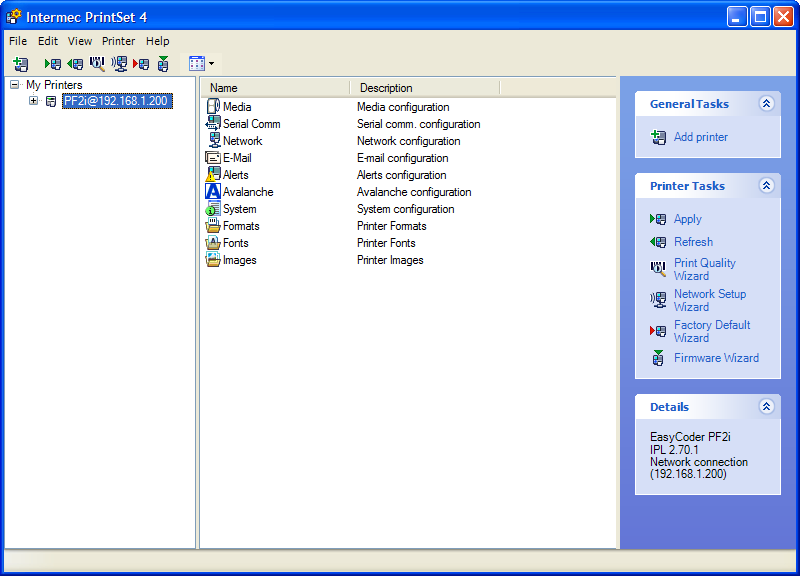 Intermec PrintSet 4
File Edit View Printer Help
My Printers
PF2i@192.168.1.200
Name Description
Media Media configuration
Serial Comm Serial comm. configuration
Network Network configuration
E-Mail E-mail configuration
Alerts Alerts configuration
Avalanche Avalanche configuration
System System configuration
Formats Printer Formats
Fonts Printer Fonts
Images Printer Images
General Tasks
Add printer
Printer Tasks
Apply
Refresh
Print Quality
Wizard
Network Setup
Wizard
Factory Default
Wizard
Firmware Wizard
Details
EasyCoder PF2i
IPL 2.70.1
Network connection
(192.168.1.200)